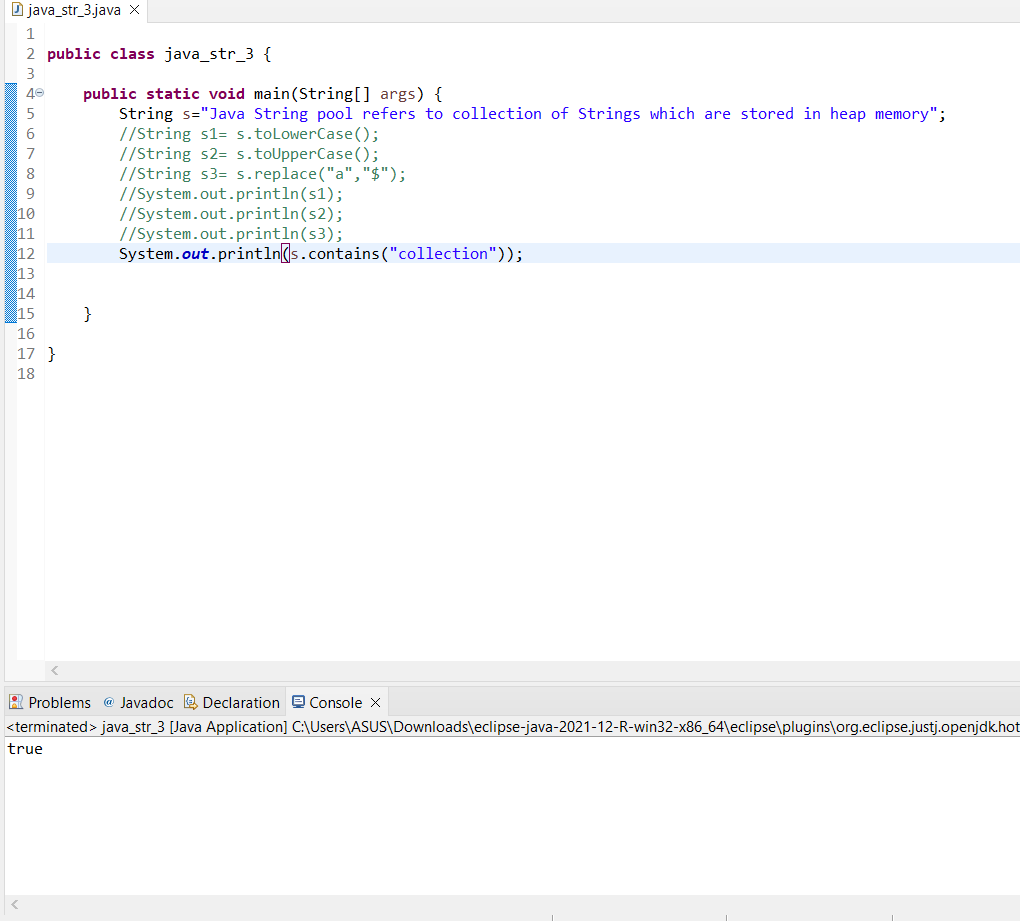 java_str_3.java
1
2 public class java_str_3 {
3
4 public static void main(String[] args) {
5 String s="Java String pool refers to collection of Strings which are stored in heap memory";
6 //String s1= s.toLowerCase();
7 //String s2= s.toUpperCase();
8 //String s3= s.replace("a","$");
9 //System.out.println(s1);
10 //System.out.println(s2);
11 //System.out.println(s3);
12 System.out.println(s.contains("collection"));
13
14
15 }
16
17 }
18
Problems @ Javadoc Declaration Console
<terminated> java_str_3 [Java Application] C:\Users\ASUS\Downloads\eclipse-java-2021-12-R-win32-x86_64\eclipse\plugins\org.eclipse.justj.openjdk.hot
true